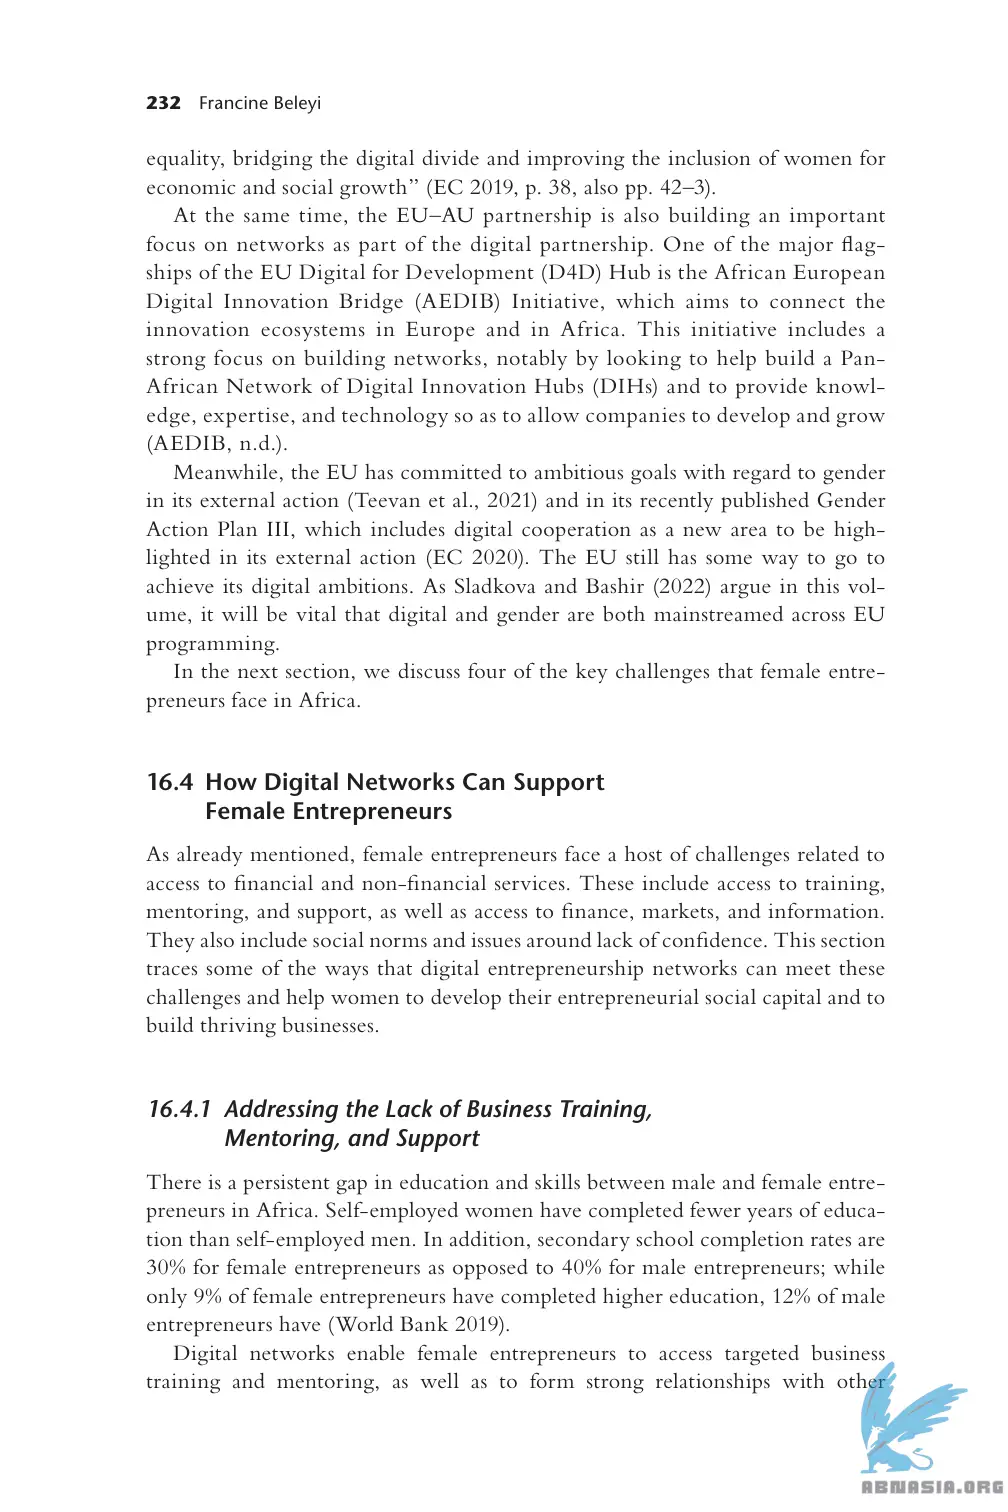 232 Francine Beleyi
equality, bridging the digital divide and improving the inclusion of women for
economic and social growth” (EC 2019, p. 38, also pp. 42–3).
At the same time, the EU–AU partnership is also building an important
focus on networks as part of the digital partnership. One of the major flag-
ships of the EU Digital for Development (D4D) Hub is the African European
Digital Innovation Bridge (AEDIB) Initiative, which aims to connect the
innovation ecosystems in Europe and in Africa. This initiative includes a
strong focus on building networks, notably by looking to help build a Pan-
African Network of Digital Innovation Hubs (DIHs) and to provide knowl-
edge, expertise, and technology so as to allow companies to develop and grow
(AEDIB, n.d.).
Meanwhile, the EU has committed to ambitious goals with regard to gender
in its external action (Teevan et al., 2021) and in its recently published Gender
Action Plan III, which includes digital cooperation as a new area to be high-
lighted in its external action (EC 2020). The EU still has some way to go to
achieve its digital ambitions. As Sladkova and Bashir (2022) argue in this vol-
ume, it will be vital that digital and gender are both mainstreamed across EU
programming.
In the next section, we discuss four of the key challenges that female entre-
preneurs face in Africa.
16.4 How Digital Networks Can Support
Female Entrepreneurs
As already mentioned, female entrepreneurs face a host of challenges related to
access to financial and non-financial services. These include access to training,
mentoring, and support, as well as access to finance, markets, and information.
They also include social norms and issues around lack of confidence. This section
traces some of the ways that digital entrepreneurship networks can meet these
challenges and help women to develop their entrepreneurial social capital and to
build thriving businesses.
16.4.1 Addressing the Lack of Business Training,
Mentoring, and Support
There is a persistent gap in education and skills between male and female entre-
preneurs in Africa. Self-employed women have completed fewer years of educa-
tion than self-employed men. In addition, secondary school completion rates are
30% for female entrepreneurs as opposed to 40% for male entrepreneurs; while
only 9% of female entrepreneurs have completed higher education, 12% of male
entrepreneurs have (World Bank 2019).
Digital networks enable female entrepreneurs to access targeted business
training and mentoring, as well as to form strong relationships with other
ABNASIA.ORG